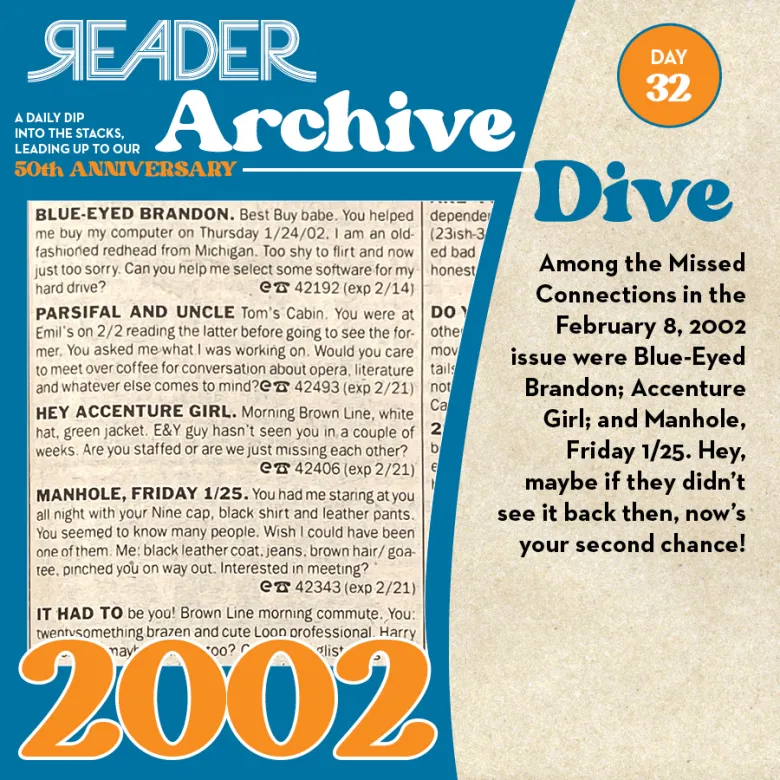 READER
A DAILY DIP
INTO THE STACKS,
LEADING UP TO OUR
50th ANNIVERSARY
Archive
Dive
DAY
32
BLUE-EYED BRANDON. Best Buy babe. You helped
me buy my computer on Thursday 1/24/02. I am an old-
fashioned redhead from Michigan. Too shy to flirt and now
just too sorry. Can you help me select some software for my
hard drive? ℮☎ 42192 (exp 2/14)
PARSIFAL AND UNCLE Tom's Cabin. You were at
Emil's on 2/2 reading the latter before going to see the for-
mer. You asked me what I was working on. Would you care
to meet over coffee for conversation about opera, literature
and whatever else comes to mind?℮☎ 42493 (exp 2/21)
HEY ACCENTURE GIRL. Morning Brown Line, white
hat, green jacket. E&Y guy hasn't seen you in a couple of
weeks. Are you staffed or are we just missing each other?
℮☎ 42406 (exp 2/21)
MANHOLE, FRIDAY 1/25. You had me staring at you
all night with your Nine cap, black shirt and leather pants.
You seemed to know many people. Wish I could have been
one of them. Me: black leather coat, jeans, brown hair/ goa-
tee, pinched you on way out. Interested in meeting?
℮☎ 42343 (exp 2/21)
IT HAD TO be you! Brown Line morning commute. You:
twentysomething brazen and cute Loop professional. Harry
too?
(23ish-3
ed bad
honest
DO
2002
Among the Missed
Connections in the
February 8, 2002
issue were Blue-Eyed
Brandon; Accenture
Girl; and Manhole,
Friday 1/25. Hey,
maybe if they didn't
see it back then, now's
your second chance!